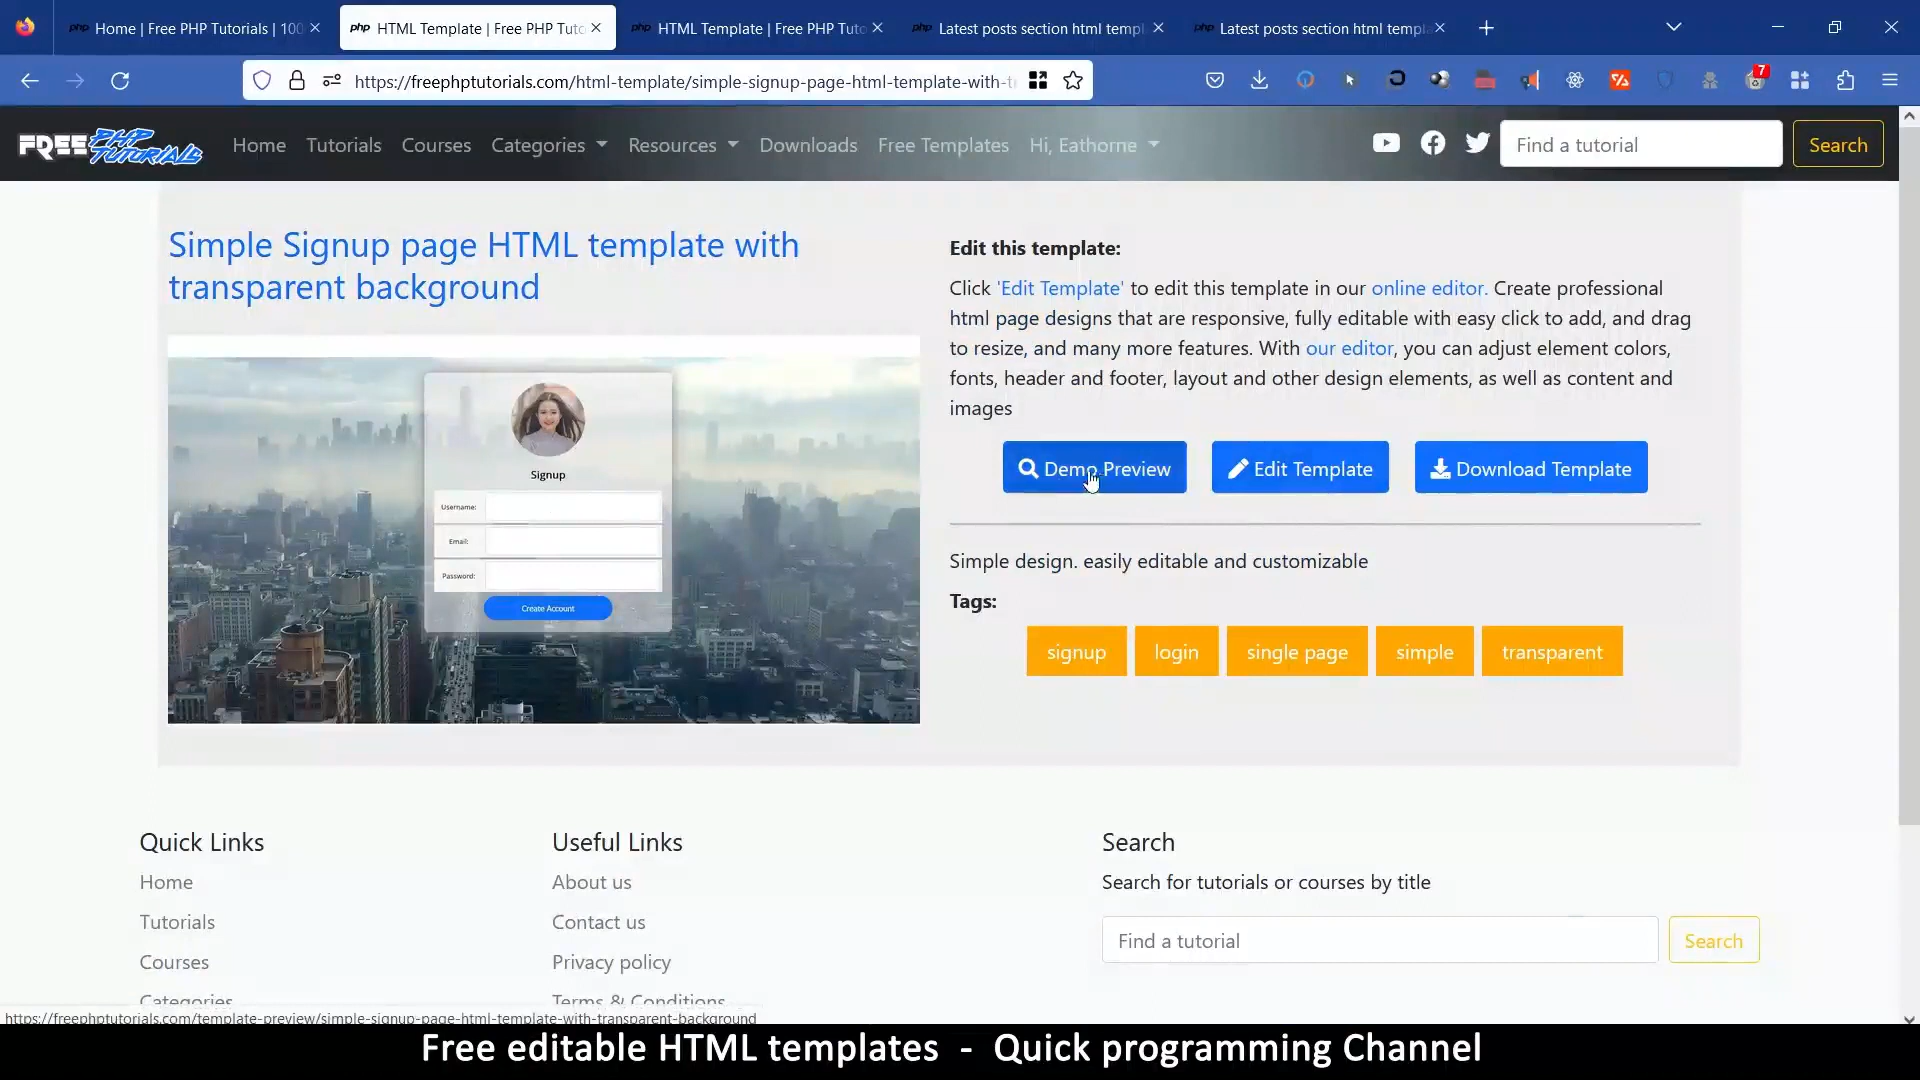 Home | Free PHP Tutorials | 100
HTML Template | Free PHP Tuto
HTML Template | Free PHP Tuto
Latest posts section html templ
Latest posts section html templa
https://freephptutorials.com/html-template/simple-signup-page-html-template-with-t
7
FREE PHP TUTORIALS
Home
Tutorials
Courses
Categories
Resources
Downloads
Free Templates
Hi, Eathorne
Find a tutorial
Search
Simple Signup page HTML template with
transparent background
Signup
Username:
Email:
Password:
Create Account
Edit this template:
Click 'Edit Template' to edit this template in our online editor. Create professional
html page designs that are responsive, fully editable with easy click to add, and drag
to resize, and many more features. With our editor, you can adjust element colors,
fonts, header and footer, layout and other design elements, as well as content and
images
Demo Preview
Edit Template
Download Template
Simple design. easily editable and customizable
Tags:
signup
login
single page
simple
transparent
Quick Links
Home
Tutorials
Courses
Categories
Useful Links
About us
Contact us
Privacy policy
Terms & Conditions
Search
Search for tutorials or courses by title
Find a tutorial
Search
https://freephptutorials.com/template-preview/simple-signup-page-html-template-with-transparent-background
Free editable HTML templates - Quick programming Channel